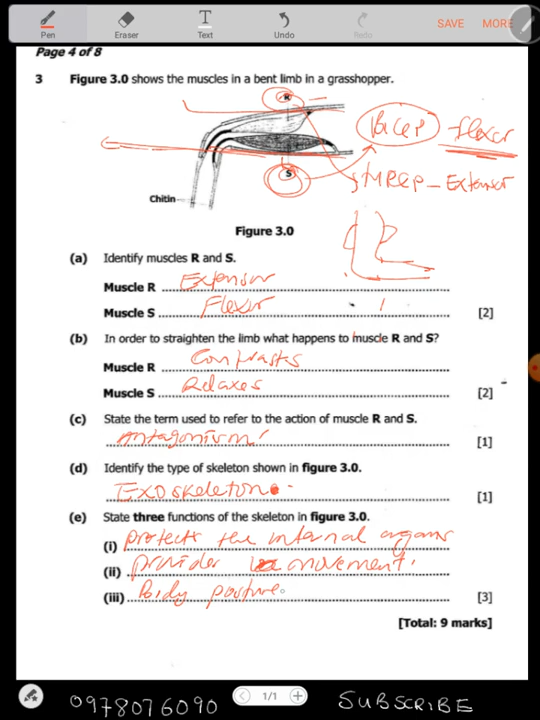 Pen
Eraser
Text
Undo
Redo
SAVE
MORE
Page 4 of 8
3 Figure 3.0 shows the muscles in a bent limb in a grasshopper.
R
Bicep - flexor
S
Tricep - Extensor
Chitin
Figure 3.0
(a) Identify muscles R and S.
Muscle R Extensor
Muscle S Flexor [2]
(b) In order to straighten the limb what happens to muscle R and S?
Muscle R Contracts
Muscle S Relaxes [2]
(c) State the term used to refer to the action of muscle R and S.
Antagonism! [1]
(d) Identify the type of skeleton shown in figure 3.0.
Exoskeleton. [1]
(e) State three functions of the skeleton in figure 3.0.
(i) protects the internal organs
(ii) provides movement.
(iii) Body posture [3]
[Total: 9 marks]
0978076090
1/1
SUBSCRIBE